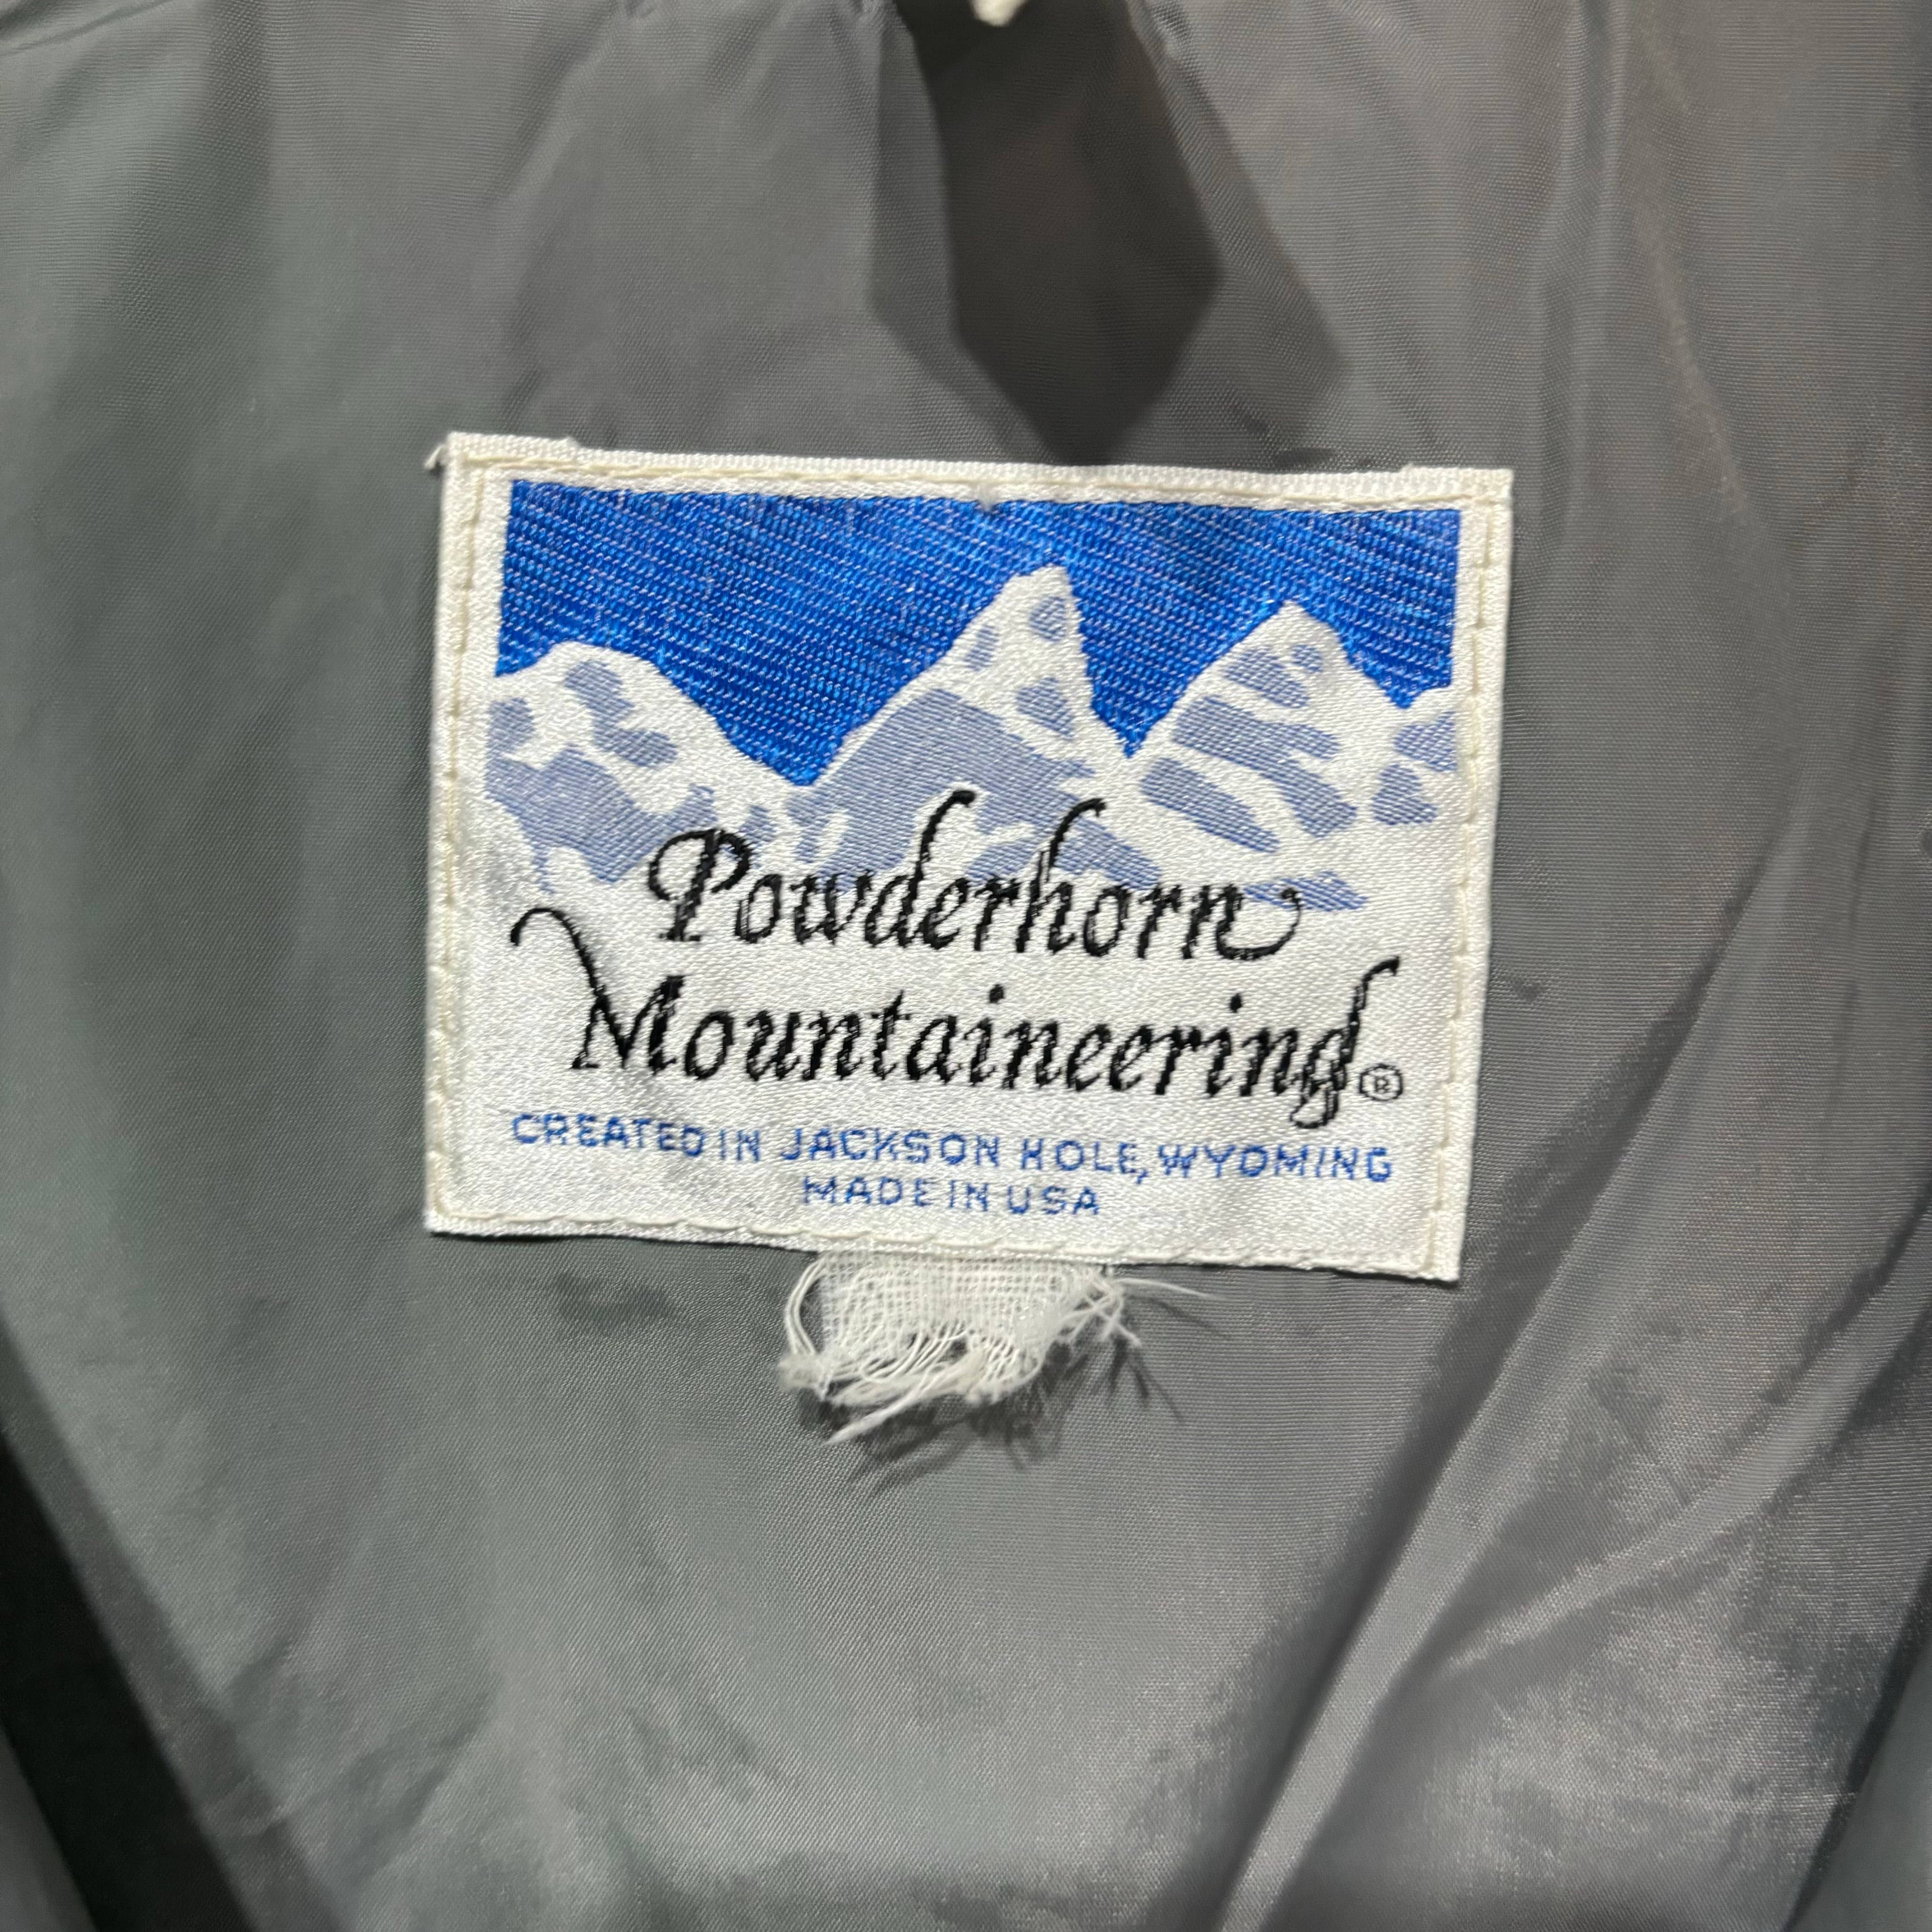 Powderhorn
Mountaineering®
CREATED IN JACKSON HOLE, WYOMING
MADE IN USA